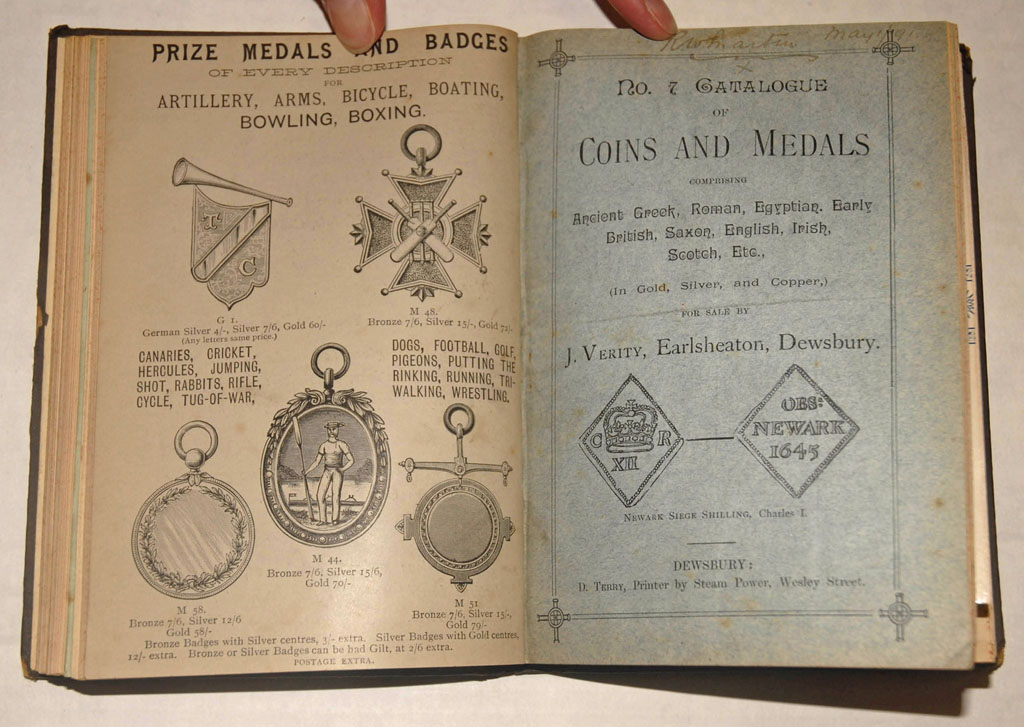 PRIZE MEDALS AND BADGES
OF EVERY DESCRIPTION
FOR
ARTILLERY, ARMS, BICYCLE, BOATING,
BOWLING, BOXING.
T
C
G 1.
German Silver 4/-, Silver 7/6, Gold 60/-
(Any letters same price.)
M 48.
Bronze 7/6, Silver 15/-, Gold
CANARIES, CRICKET,
HERCULES, JUMPING,
SHOT, RABBITS, RIFLE,
CYCLE, TUG-OF-WAR,
DOGS, FOOTBALL, GOLF,
PIGEONS, PUTTING THE
RINKING, RUNNING, TRI-
WALKING, WRESTLING.
M 44.
Bronze 7/6, Silver 15/6,
Gold 70/-
M 58.
Bronze 7/6, Silver 12/6
Gold 58/-
M 51
Bronze 7/6, Silver 15/-,
Gold 79/-
Bronze Badges with Silver centres, 3/- extra. Silver Badges with Gold centres,
12/- extra. Bronze or Silver Badges can be had Gilt, at 2/6 extra.
POSTAGE EXTRA.
Martin May
No. 7 CATALOGUE
OF
COINS AND MEDALS
COMPRISING
Ancient Greek, Roman, Egyptian. Early
British, Saxon, English, Irish,
Scotch, Etc.,
(In Gold, Silver, and Copper,)
FOR SALE BY
J. VERITY, Earlsheaton, Dewsbury.
C R
XII
OBS:
NEWARK
1645
NEWARK SIEGE SHILLING, Charles I.
DEWSBURY:
D. TERRY, Printer by Steam Power, Wesley Street.